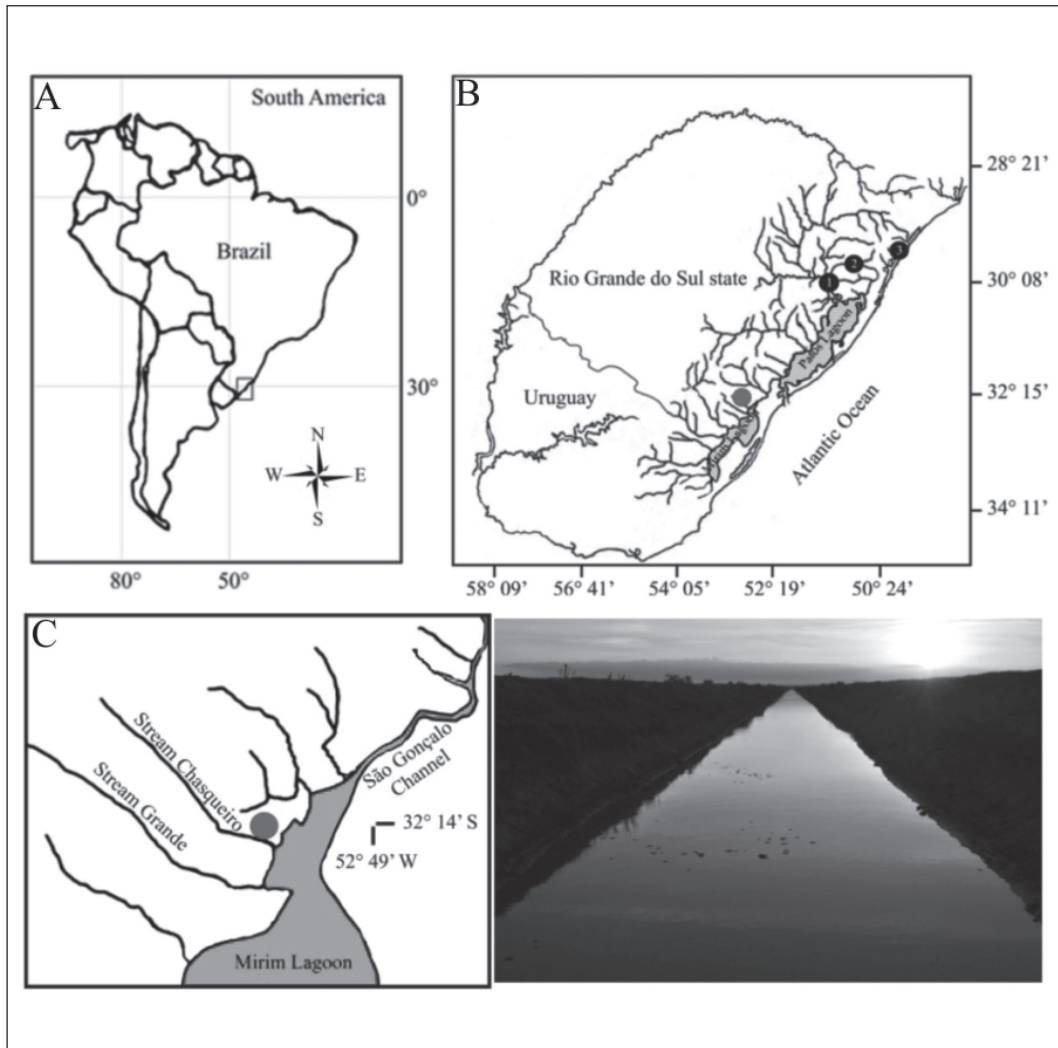 A
South America
0°
Brazil
30°
N
W
E
S
80°
50°
B
28° 21'
3
2
1
30° 08'
Rio Grande do Sul state
Patos Lagoon
32° 15'
Uruguay
Atlantic Ocean
34° 11'
58° 09'
56° 41'
54° 05'
52° 19'
50° 24'
C
Stream Chasqueiro
Stream Grande
São Gonçalo
Channel
32° 14' S
52° 49' W
Mirim Lagoon